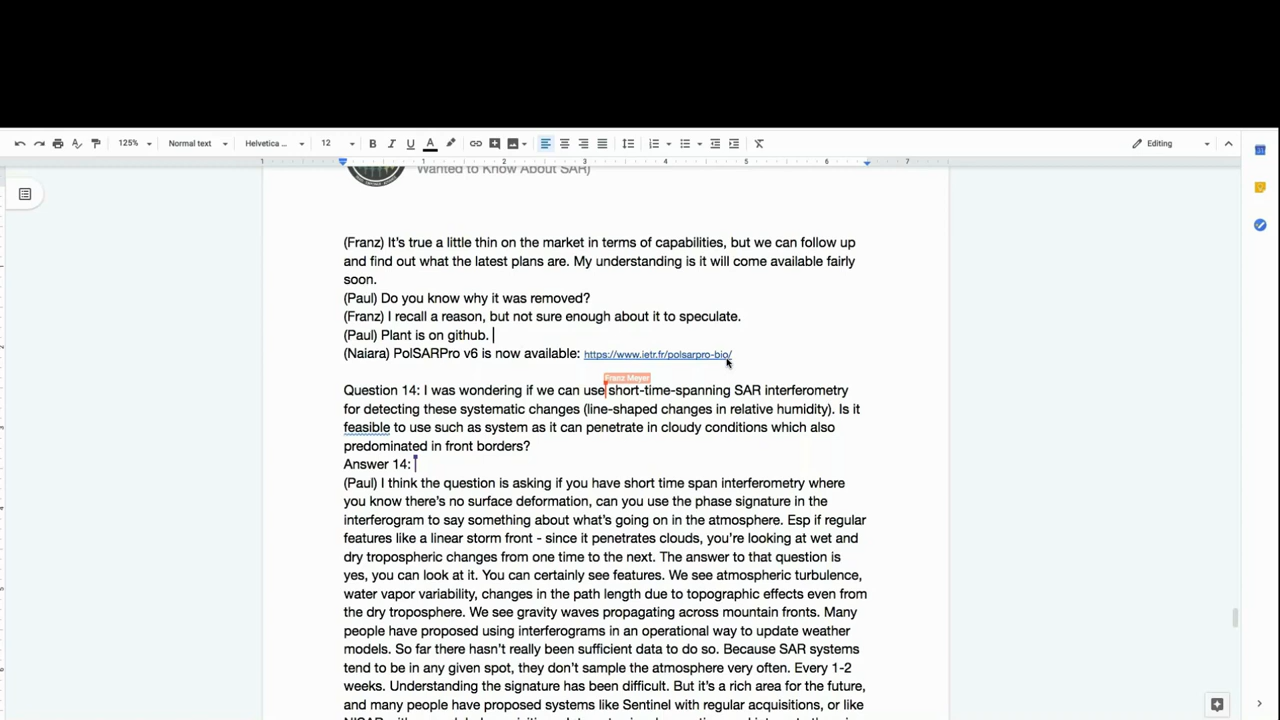 125%
Normal text
Helvetica ...
12
B I U A
Editing
1 1 2 3 4 5 6 7
Wanted to Know About SAR)
(Franz) It's true a little thin on the market in terms of capabilities, but we can follow up
and find out what the latest plans are. My understanding is it will come available fairly
soon.
(Paul) Do you know why it was removed?
(Franz) I recall a reason, but not sure enough about it to speculate.
(Paul) Plant is on github.
(Naiara) PolSARPro v6 is now available: https://www.ietr.fr/polsarpro-bio/
Franz Meyer
Question 14: I was wondering if we can use short-time-spanning SAR interferometry
for detecting these systematic changes (line-shaped changes in relative humidity). Is it
feasible to use such as system as it can penetrate in cloudy conditions which also
predominated in front borders?
Answer 14:
(Paul) I think the question is asking if you have short time span interferometry where
you know there's no surface deformation, can you use the phase signature in the
interferogram to say something about what's going on in the atmosphere. Esp if regular
features like a linear storm front - since it penetrates clouds, you're looking at wet and
dry tropospheric changes from one time to the next. The answer to that question is
yes, you can look at it. You can certainly see features. We see atmospheric turbulence,
water vapor variability, changes in the path length due to topographic effects even from
the dry troposphere. We see gravity waves propagating across mountain fronts. Many
people have proposed using interferograms in an operational way to update weather
models. So far there hasn't really been sufficient data to do so. Because SAR systems
tend to be in any given spot, they don't sample the atmosphere very often. Every 1-2
weeks. Understanding the signature has been difficult. But it's a rich area for the future,
and many people have proposed systems like Sentinel with regular acquisitions, or like